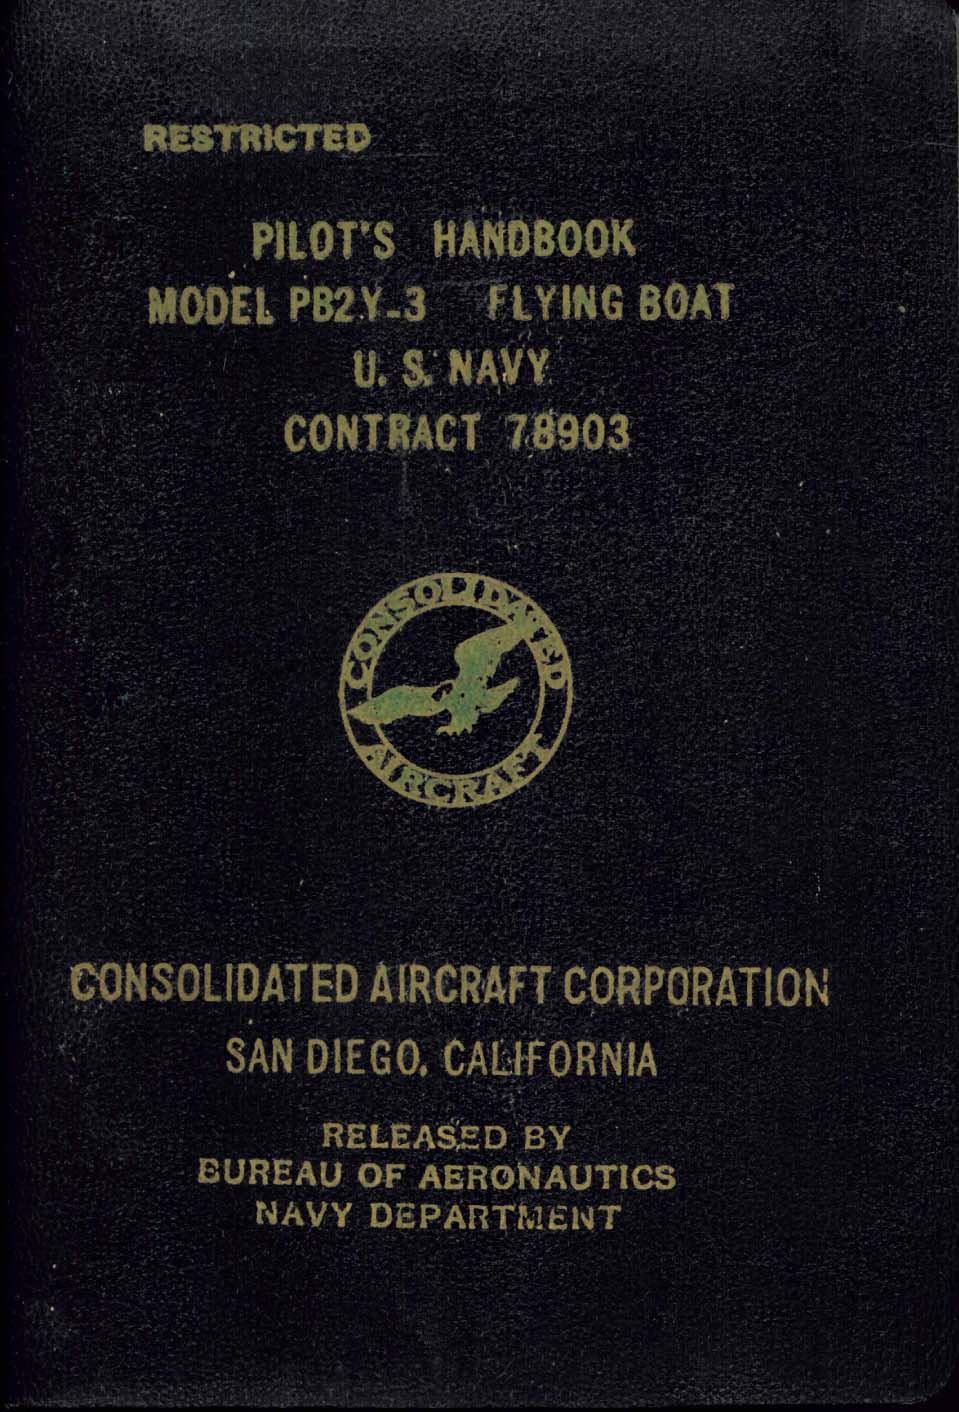 RESTRICTED
PILOT'S HANDBOOK
MODEL PB2Y-3 FLYING BOAT
U. S. NAVY
CONTRACT 78903
CONSOLIDATED
AIRCRAFT
CONSOLIDATED AIRCRAFT CORPORATION
SAN DIEGO, CALIFORNIA
RELEASED BY
BUREAU OF AERONAUTICS
NAVY DEPARTMENT